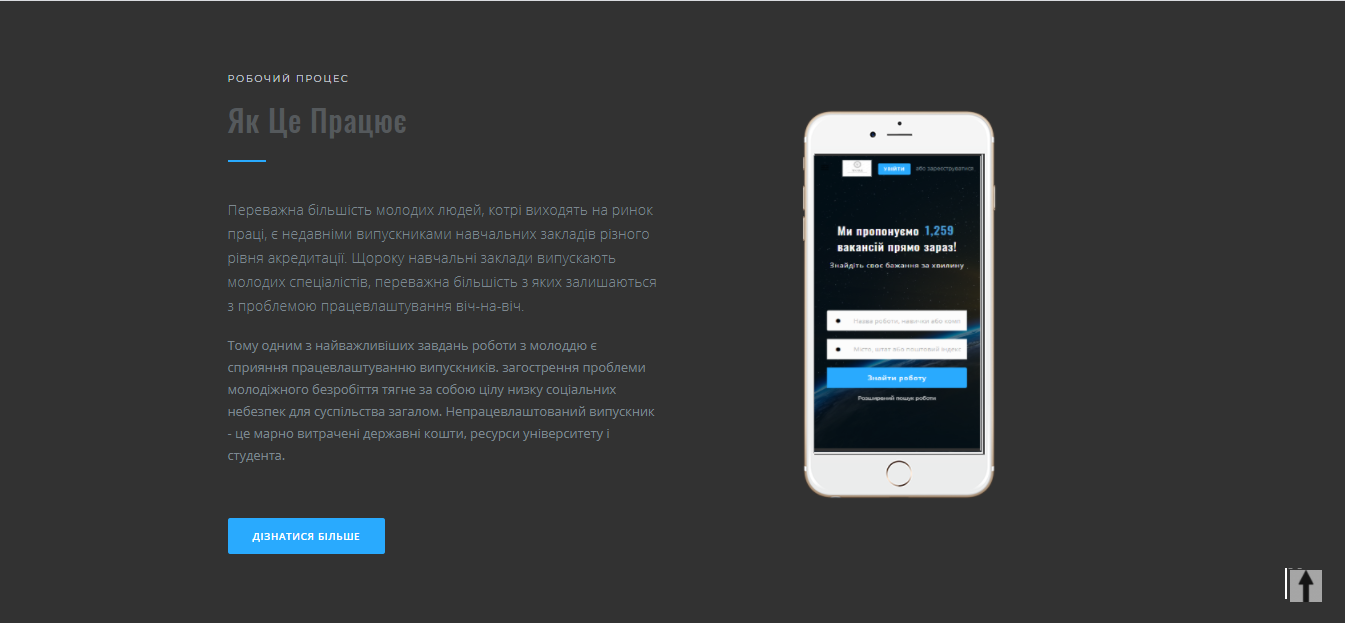 РОБОЧИЙ ПРОЦЕС
Як Це Працює
Переважна більшість молодих людей, котрі виходять на ринок
праці, є недавніми випускниками навчальних закладів різного
рівня акредитації. Щороку навчальні заклади випускають
молодих спеціалістів, переважна більшість з яких залишаються
з проблемою працевлаштування віч-на-віч.
Тому одним з найважливіших завдань роботи з молоддю є
сприяння працевлаштуванню випускників. загострення проблеми
молодіжного безробіття тягне за собою цілу низку соціальних
небезпек для суспільства загалом. Непрацевлаштований випускник
- це марно витрачені державні кошти, ресурси університету і
студента.
ДІЗНАТИСЯ БІЛЬШЕ
УВІЙТИ або зареєструватися
Ми пропонуємо 1,259
вакансій прямо зараз!
Знайдіть своє бажання за хвилину
Назва роботи, навички або
Місто, штат або поштовий індекс
Знайти роботу
Розширений пошук роботи